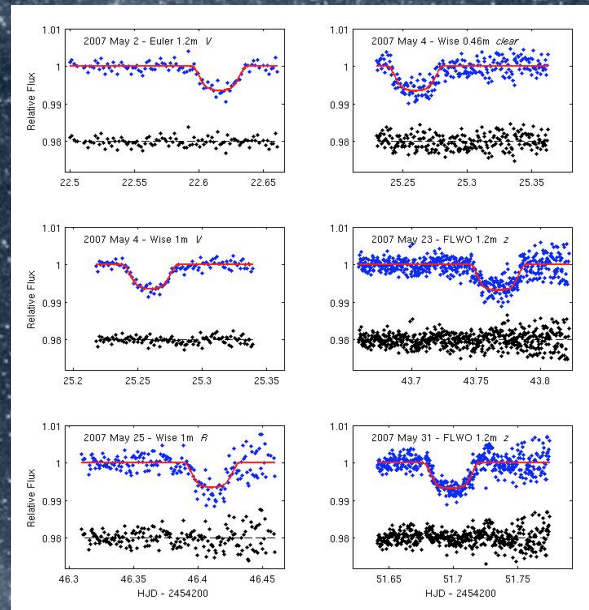 2007 May 2 - Euler 1.2m V
1.01
1
0.99
0.98
Relative Flux
22.5 22.55 22.6 22.65
2007 May 4 - Wise 0.46m clear
1.01
1
0.99
0.98
25.25 25.3 25.35
2007 May 4 - Wise 1m V
1.01
1
0.99
0.98
Relative Flux
25.2 25.25 25.3 25.35
2007 May 23 - FLWO 1.2m z
1.01
1
0.99
0.98
43.7 43.75 43.8
2007 May 25 - Wise 1m R
1.01
1
0.99
0.98
Relative Flux
46.3 46.35 46.4 46.45
HJD - 2454200
2007 May 31 - FLWO 1.2m z
1.01
1
0.99
0.98
51.65 51.7 51.75
HJD - 2454200